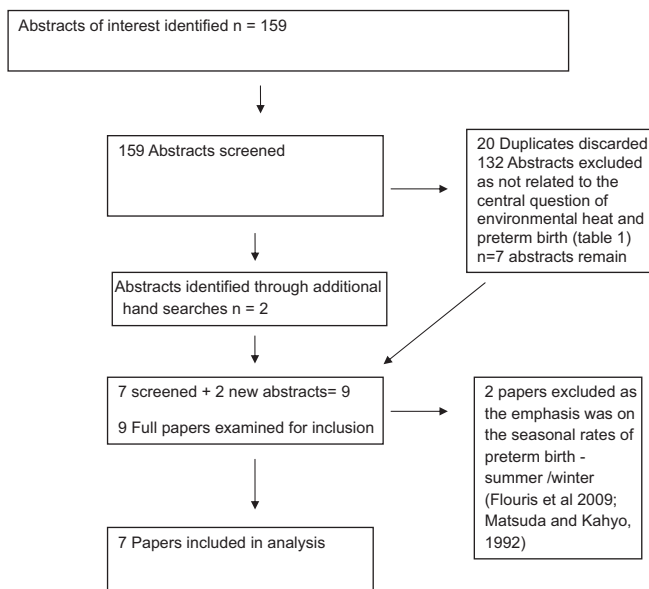 Abstracts of interest identified n = 159
159 Abstracts screened
20 Duplicates discarded
132 Abstracts excluded
as not related to the
central question of
environmental heat and
preterm birth (table 1)
n=7 abstracts remain
Abstracts identified through additional
hand searches n = 2
7 screened + 2 new abstracts= 9
9 Full papers examined for inclusion
2 papers excluded as
the emphasis was on
the seasonal rates of
preterm birth -
summer /winter
(Flouris et al 2009;
Matsuda and Kahyo,
1992)
7 Papers included in analysis